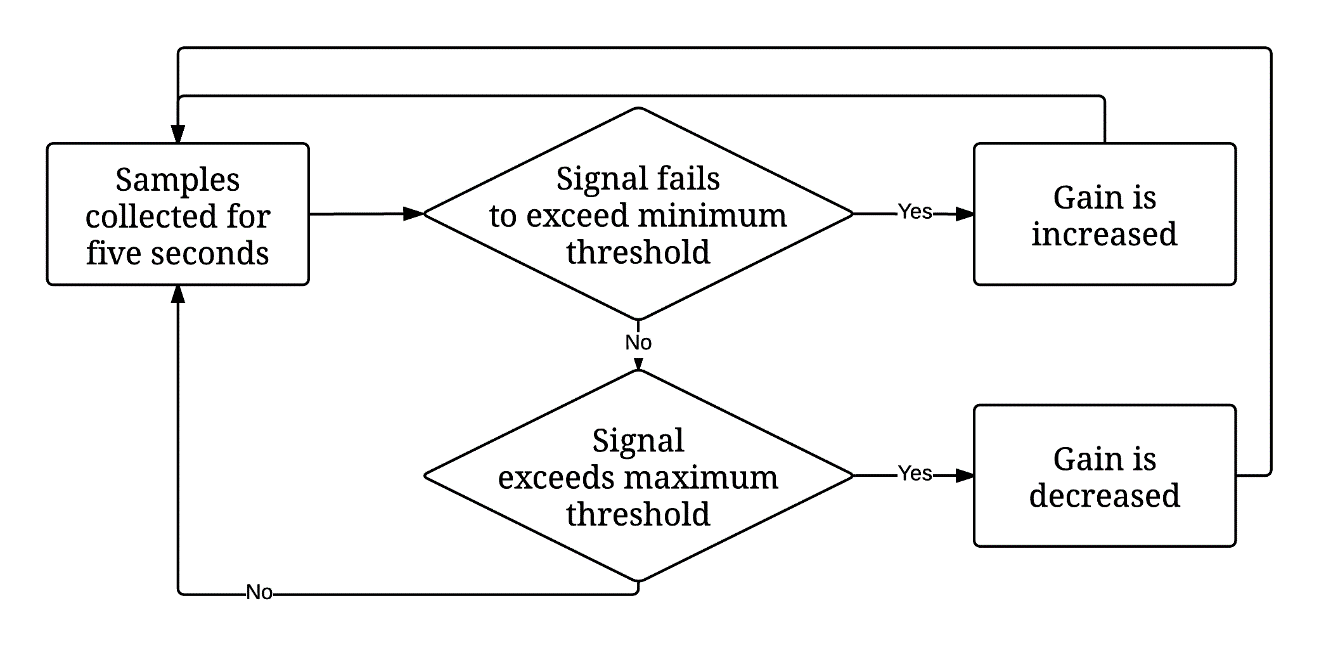 Samples
collected for
five seconds
Signal fails
to exceed minimum
threshold
Yes
Gain is
increased
No
Signal
exceeds maximum
threshold
Yes
Gain is
decreased
No